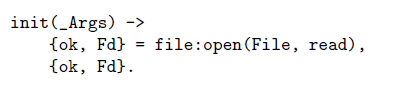 init(_Args) ->
    {ok, Fd} = file:open(File, read),
    {ok, Fd}.